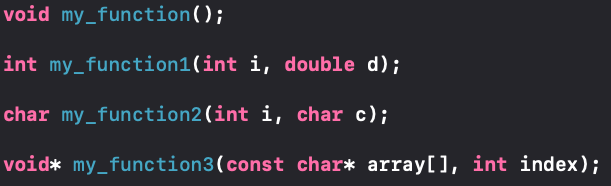 void my_function();
int my_function1(int i, double d);
char my_function2(int i, char c);
void* my_function3(const char* array[], int index);